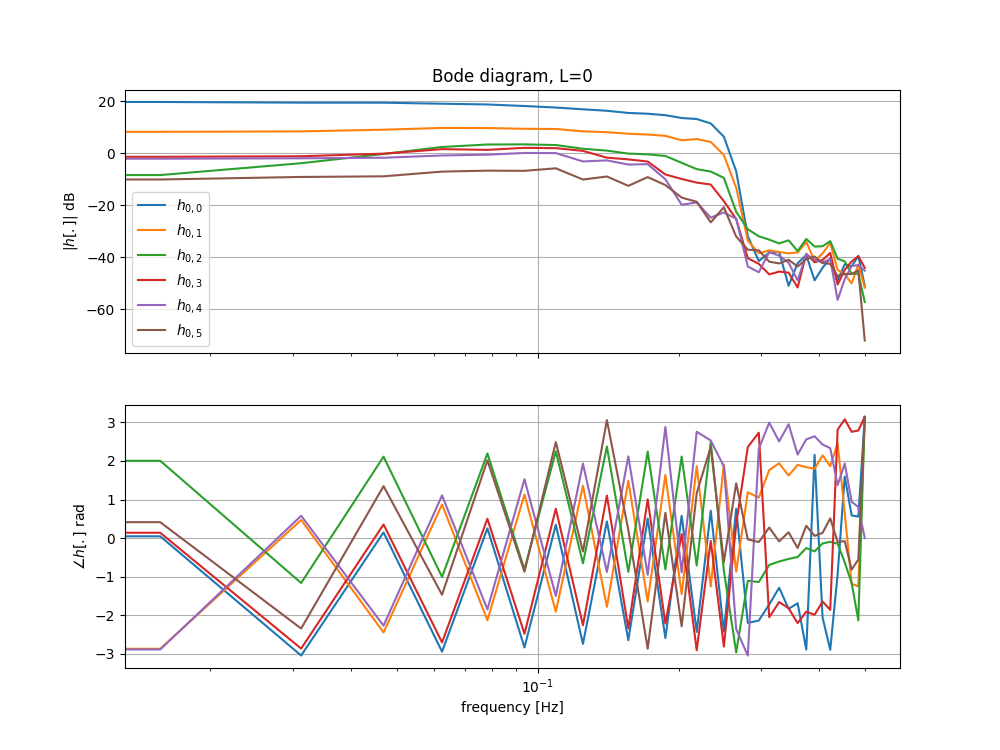 Bode diagram, L=0
20
0
−20
−40
−60
|h[.]| dB
h0,0
h0,1
h0,2
h0,3
h0,4
h0,5
3
2
1
0
−1
−2
−3
∠h[.] rad
10−1
frequency [Hz]